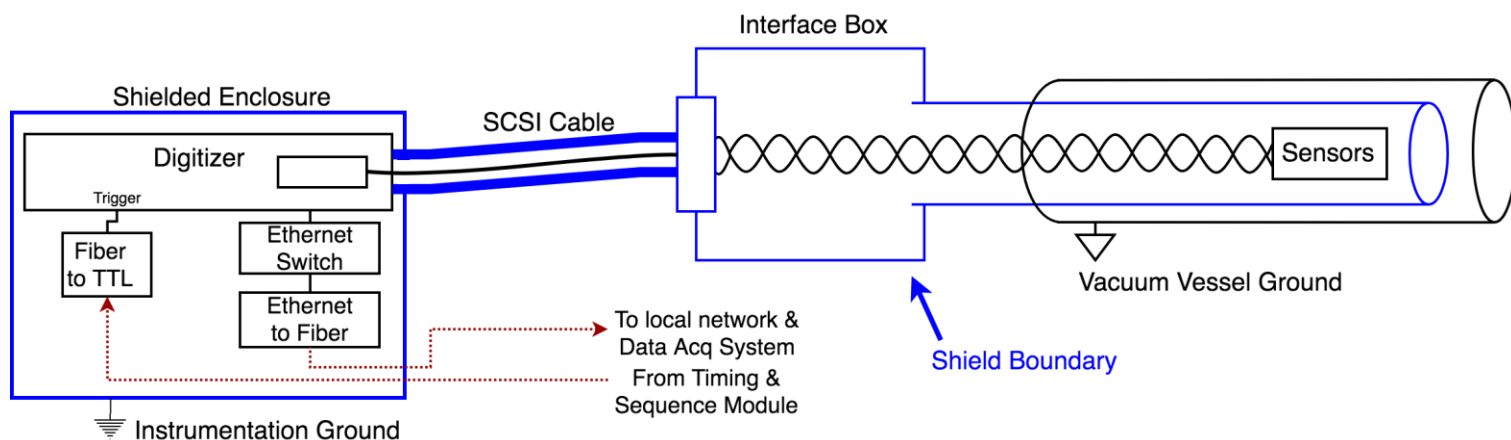 Interface Box
Shielded Enclosure
SCSI Cable
Digitizer
Sensors
Trigger
Fiber
to TTL
Ethernet
Switch
Ethernet
to Fiber
Vacuum Vessel Ground
To local network &
Data Acq System
Shield Boundary
From Timing &
Sequence Module
Instrumentation Ground